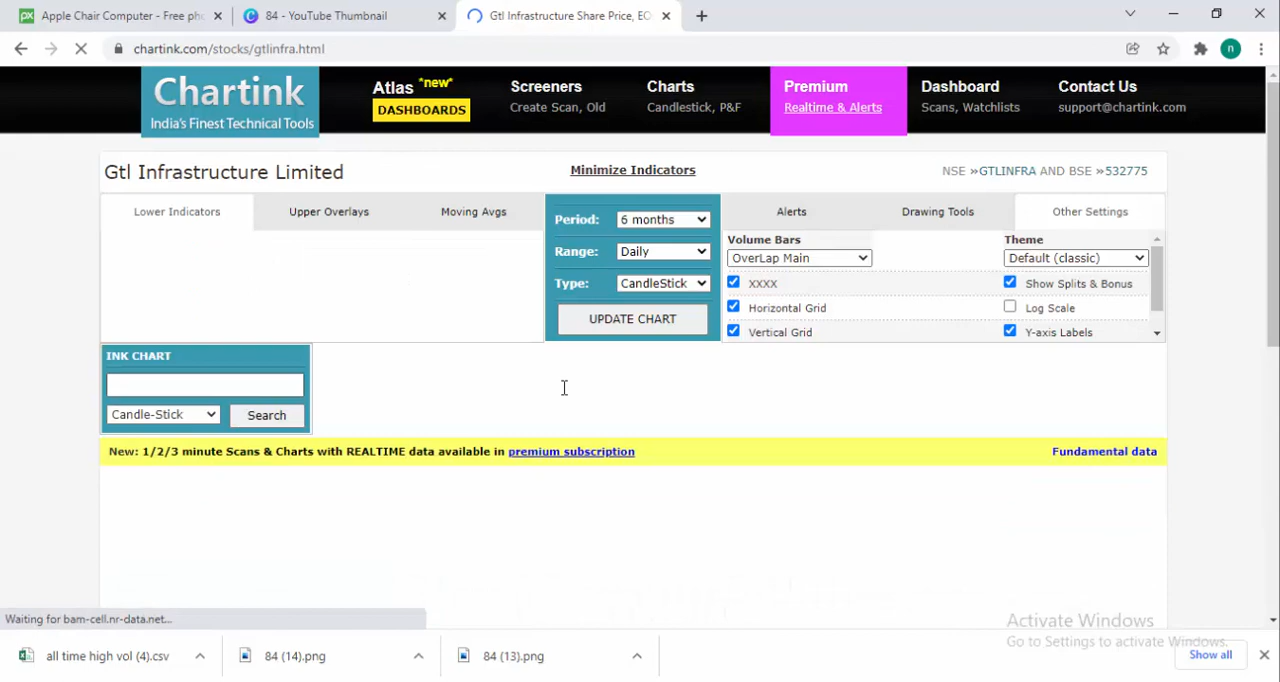 Apple Chair Computer - Free pho
84 - YouTube Thumbnail
Gtl Infrastructure Share Price, EO
chartink.com/stocks/gtlinfra.html
n
Chartink
India's Finest Technical Tools
Atlas *new*
DASHBOARDS
Screeners
Create Scan, Old
Charts
Candlestick, P&F
Premium
Realtime & Alerts
Dashboard
Scans, Watchlists
Contact Us
support@chartink.com
Gtl Infrastructure Limited
Minimize Indicators
NSE »GTLINFRA AND BSE »532775
Lower Indicators
Upper Overlays
Moving Avgs
Period: 6 months
Range: Daily
Type: CandleStick
UPDATE CHART
Alerts
Drawing Tools
Other Settings
Volume Bars
OverLap Main
Theme
Default (classic)
XXXX
Show Splits & Bonus
Horizontal Grid
Log Scale
Vertical Grid
Y-axis Labels
INK CHART
Candle-Stick
Search
New: 1/2/3 minute Scans & Charts with REALTIME data available in premium subscription
Fundamental data
Waiting for bam-cell.nr-data.net...
Activate Windows
Go to Settings to activate Windows.
all time high vol (4).csv
84 (14).png
84 (13).png
Show all